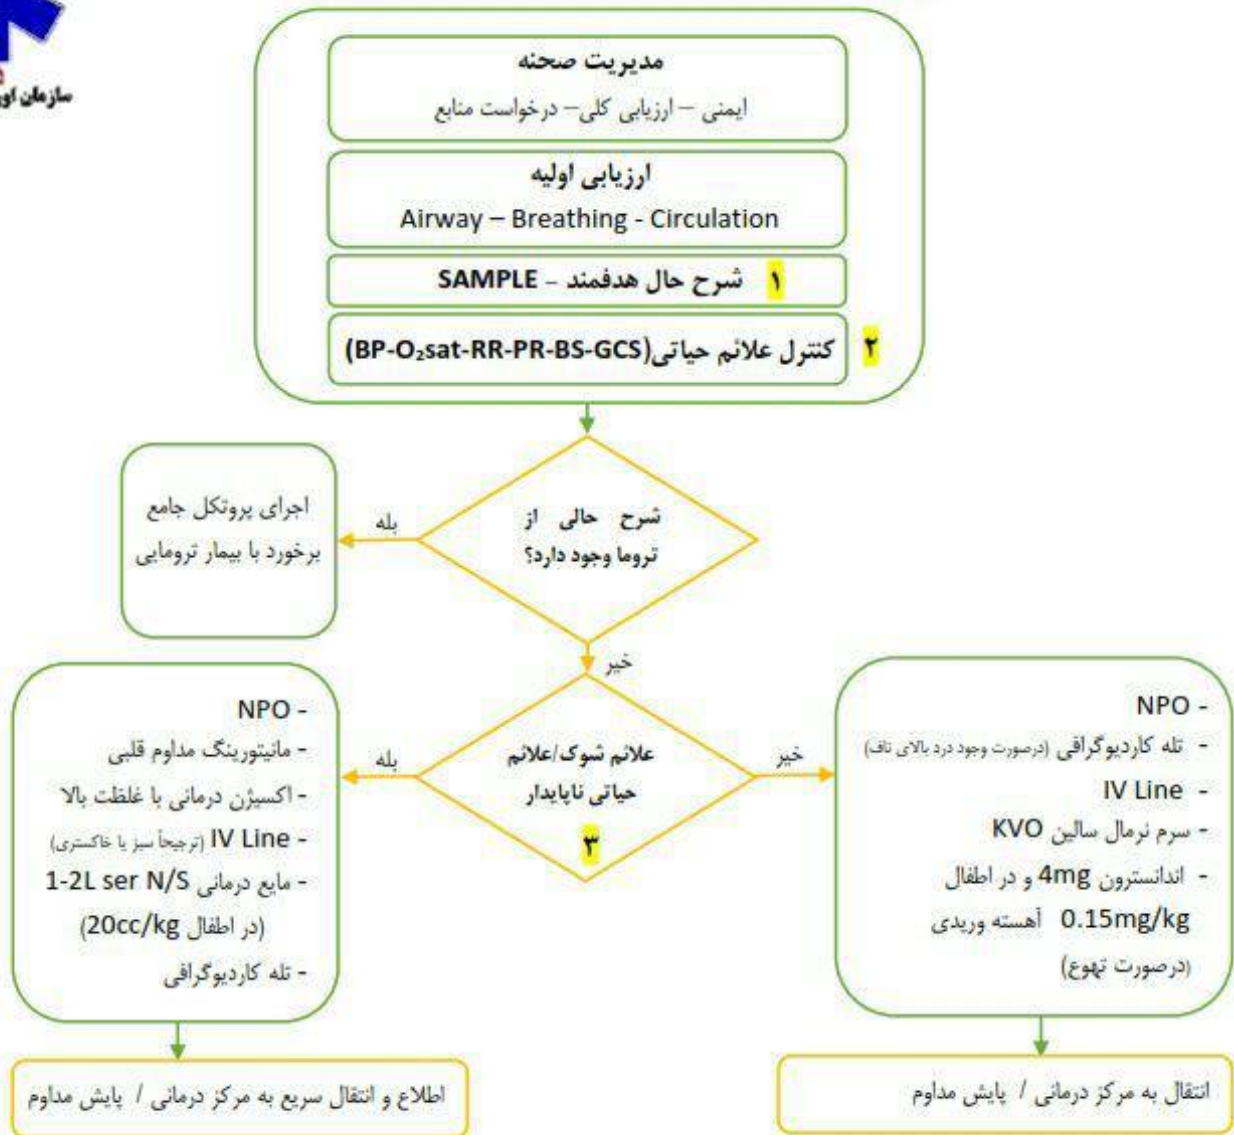 سازمان اور
مدیریت صحنه
ایمنی – ارزیابی کلی– درخواست منابع
ارزیابی اولیه
Airway – Breathing - Circulation
۱ شرح حال هدفمند – SAMPLE
۲ کنترل علائم حیاتی(BP-O₂sat-RR-PR-BS-GCS)
شرح حالی از
تروما وجود دارد؟
بله
اجرای پروتکل جامع
برخورد با بیمار ترومایی
خیر
علائم شوک/علائم
حیاتی ناپایدار
۳
خیر
- NPO
- تله کاردیوگرافی (درصورت وجود درد بالای ناف)
- IV Line
- سرم نرمال سالین KVO
- اندانسترون 4mg و در اطفال
0.15mg/kg آهسته وریدی
(درصورت تهوع)
انتقال به مرکز درمانی / پایش مداوم
بله
- NPO
- مانیتورینگ مداوم قلبی
- اکسیژن درمانی با غلظت بالا
- IV Line (ترجیحاً سبز یا خاکستری)
- مایع درمانی 1-2L ser N/S
(در اطفال 20cc/kg)
- تله کاردیوگرافی
اطلاع و انتقال سریع به مرکز درمانی / پایش مداوم